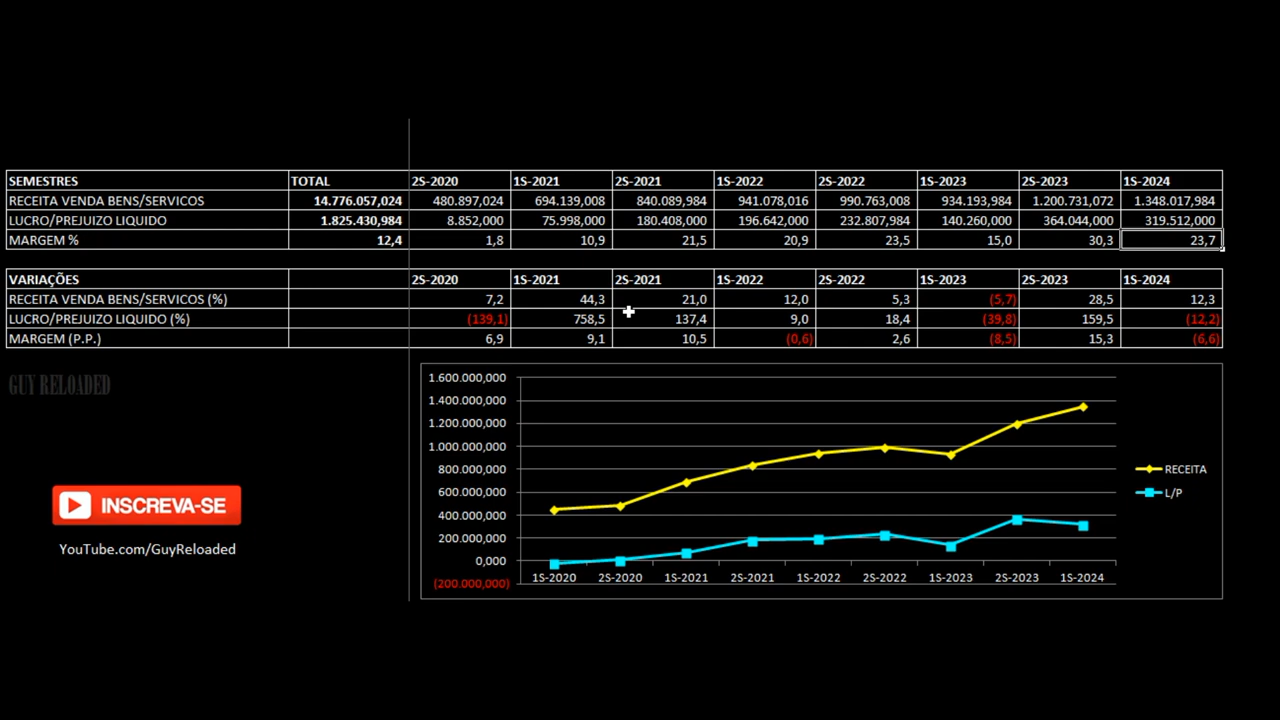 SEMESTRES TOTAL 2S-2020 1S-2021 2S-2021 1S-2022 2S-2022 1S-2023 2S-2023 1S-2024
RECEITA VENDA BENS/SERVICOS 14.776.057,024 480.897,024 694.139,008 840.089,984 941.078,016 990.763,008 934.193,984 1.200.731,072 1.348.017,984
LUCRO/PREJUIZO LIQUIDO 1.825.430,984 8.852,000 75.998,000 180.408,000 196.642,000 232.807,984 140.260,000 364.044,000 319.512,000
MARGEM % 12,4 1,8 10,9 21,5 20,9 23,5 15,0 30,3 23,7
VARIAÇÕES 2S-2020 1S-2021 2S-2021 1S-2022 2S-2022 1S-2023 2S-2023 1S-2024
RECEITA VENDA BENS/SERVICOS (%) 7,2 44,3 21,0 12,0 5,3 (5,7) 28,5 12,3
LUCRO/PREJUIZO LIQUIDO (%) (139,1) 758,5 137,4 9,0 18,4 (39,8) 159,5 (12,2)
MARGEM (P.P.) 6,9 9,1 10,5 (0,6) 2,6 (8,5) 15,3 (6,6)
GUY RELOADED
INSCREVA-SE
YouTube.com/GuyReloaded
1.600.000,000
1.400.000,000
1.200.000,000
1.000.000,000
800.000,000
600.000,000
400.000,000
200.000,000
0,000
(200.000,000)
1S-2020 2S-2020 1S-2021 2S-2021 1S-2022 2S-2022 1S-2023 2S-2023 1S-2024
RECEITA
L/P